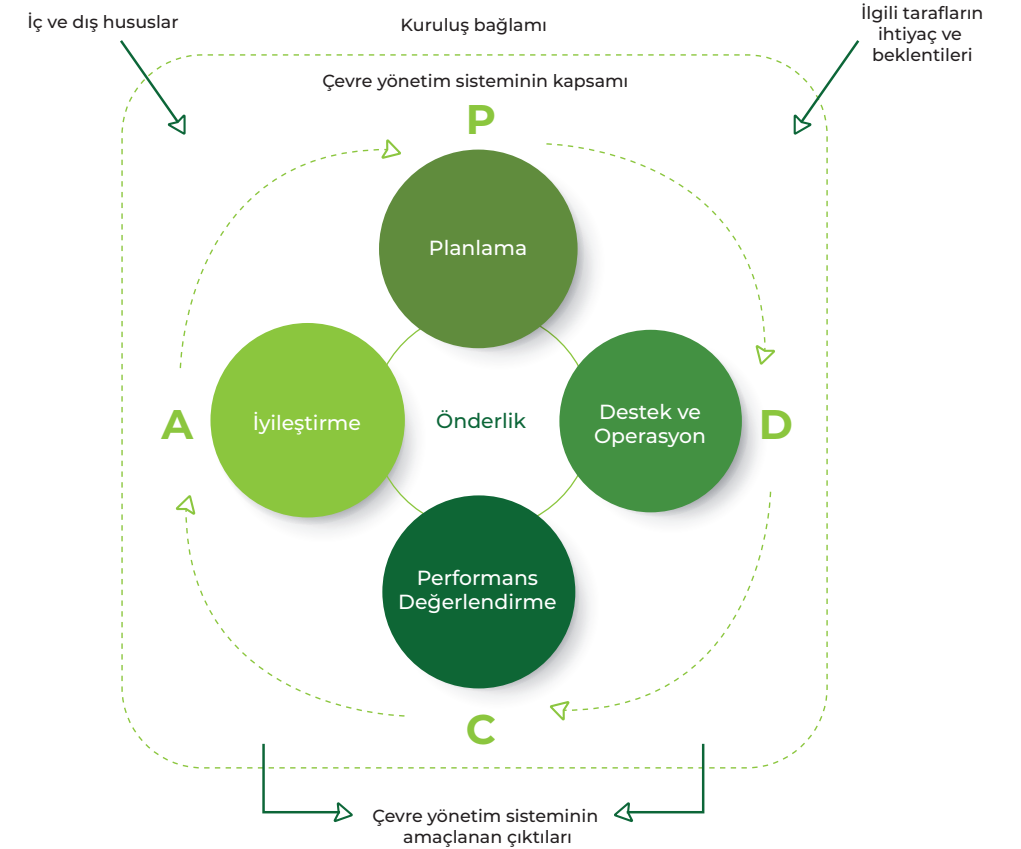 İç ve dış hususlar
Kuruluş bağlamı
İlgili tarafların
ihtiyaç ve
beklentileri
Çevre yönetim sisteminin kapsamı
P
Planlama
A
İyileştirme
Önderlik
Destek ve
Operasyon
D
Performans
Değerlendirme
C
Çevre yönetim sisteminin
amaçlanan çıktıları